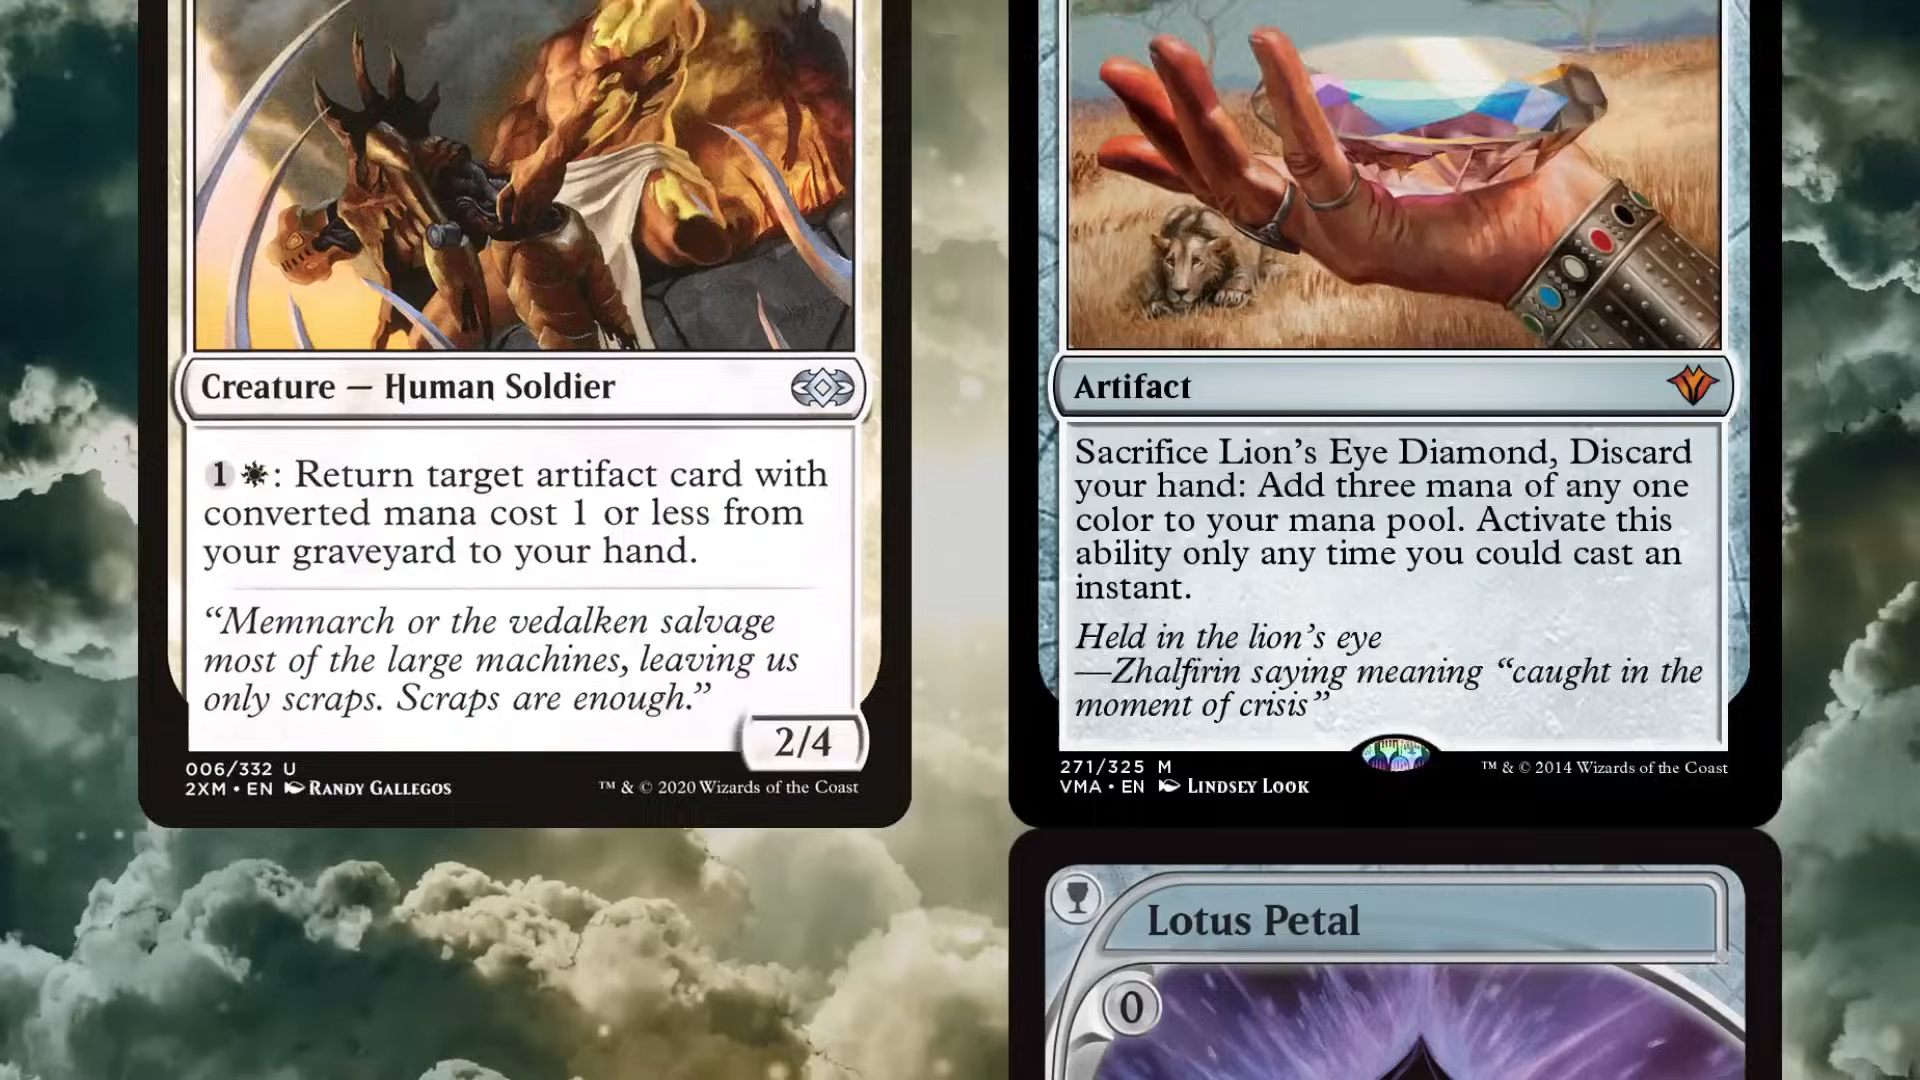 Creature — Human Soldier
1 : Return target artifact card with
converted mana cost 1 or less from
your graveyard to your hand.
“Memnarch or the vedalken salvage
most of the large machines, leaving us
only scraps. Scraps are enough.”
2/4
006/332 U
2XM • EN RANDY GALLEGOS
™ & © 2020 Wizards of the Coast
Artifact
Sacrifice Lion’s Eye Diamond, Discard
your hand: Add three mana of any one
color to your mana pool. Activate this
ability only any time you could cast an
instant.
Held in the lion’s eye
—Zhalfirin saying meaning “caught in the
moment of crisis”
271/325 M
VMA • EN LINDSEY LOOK
™ & © 2014 Wizards of the Coast
Lotus Petal
0